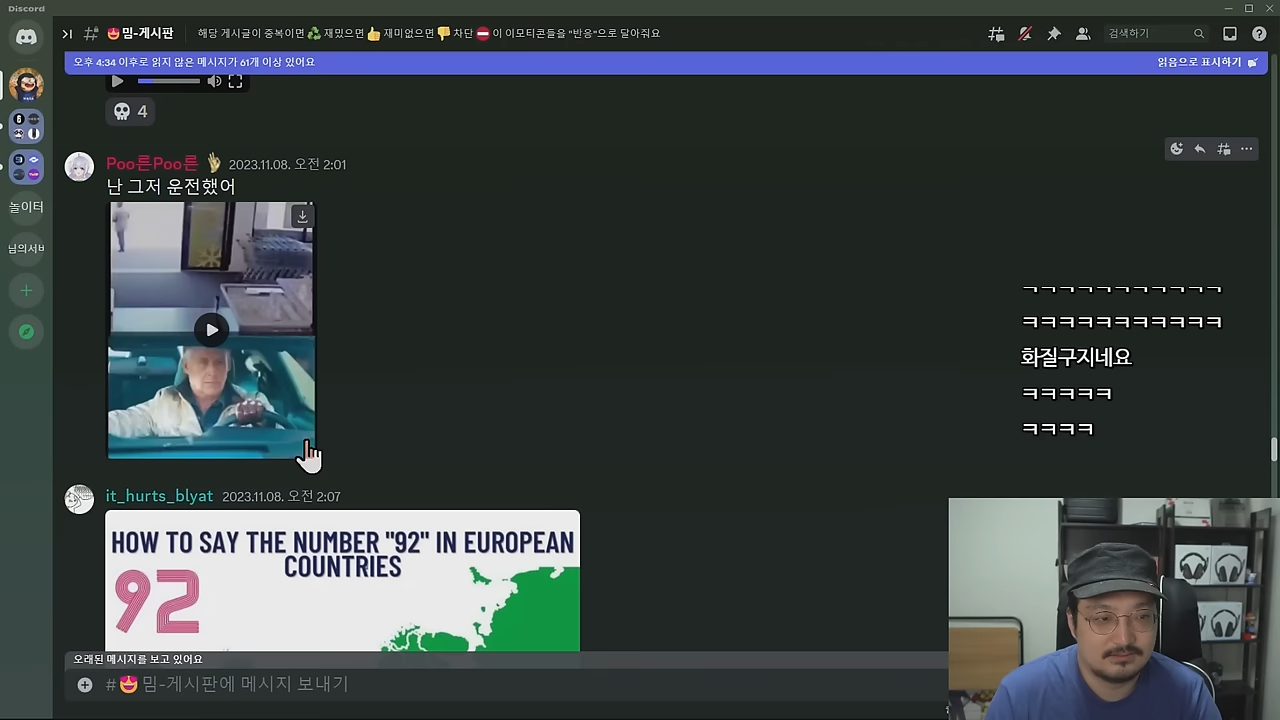 Discord
😍밈-게시판
해당 게시글이 중복이면 ♻️ 재밌으면 👍 재미없으면 👎 차단 ⛔ 이 이모티콘들을 "반응"으로 달아줘요
검색하기
오후 4:34 이후로 읽지 않은 메시지가 61개 이상 있어요
읽음으로 표시하기
4
Poo른Poo른 2023.11.08. 오전 2:01
난 그저 운전했어
놀이터
님의서버
ㅋㅋㅋㅋㅋㅋㅋㅋㅋㅋㅋ
ㅋㅋㅋㅋㅋㅋㅋㅋㅋㅋㅋ
화질구지네요
ㅋㅋㅋㅋㅋ
ㅋㅋㅋㅋ
it_hurts_blyat 2023.11.08. 오전 2:07
HOW TO SAY THE NUMBER "92" IN EUROPEAN
COUNTRIES
92
오래된 메시지를 보고 있어요
#😍밈-게시판에 메시지 보내기